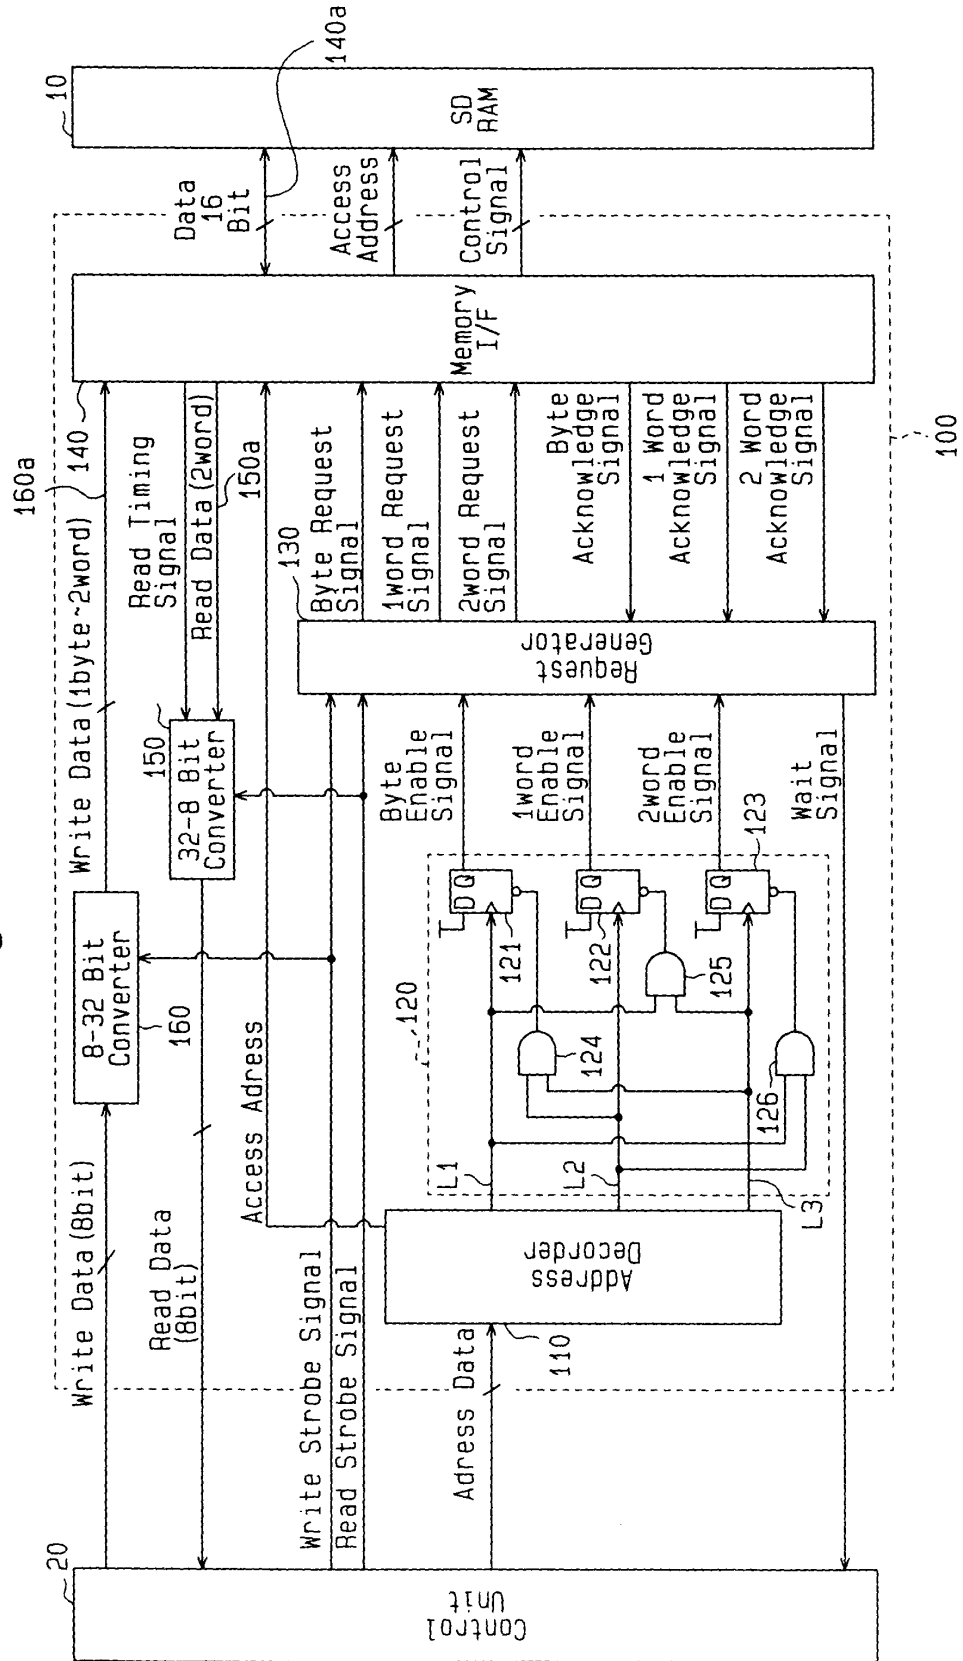 20
Control
Unit
Write Data(8bit)
Read Data
(8bit)
Write Strobe Signal
Read Strobe Signal
Adress Data
110
Address
Decorder
Access Adress
8-32 Bit
Converter
160
Write Data(1byte~2word)
160a
32-8 Bit
Converter
150
Read Timing
Signal
Read Data(2word)
150a
120
L1
L2
L3
124
125
126
D Q
121
D Q
122
D Q
123
Byte
Enable
Signal
1word
Enable
Signal
2word
Enable
Signal
Wait
Signal
130
Request
Generator
Byte Request
Signal
1word Request
Signal
2word Request
Signal
Byte
Acknowledge
Signal
1 Word
Acknowledge
Signal
2 Word
Acknowledge
Signal
140
Memory
I/F
100
Data
16
Bit
140a
Access
Address
Control
Signal
10
SD
RAM